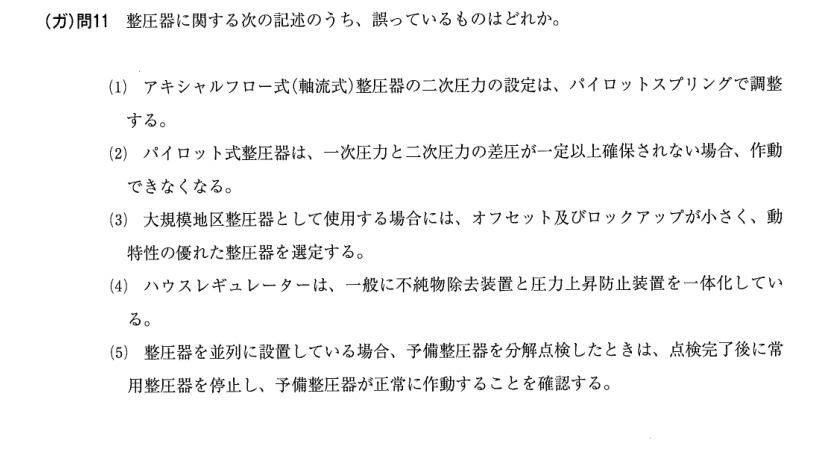 (ガ)問11 整圧器に関する次の記述のうち、誤っているものはどれか。
(1) アキシャルフロー式(軸流式)整圧器の二次圧力の設定は、パイロットスプリングで調整
する。
(2) パイロット式整圧器は、一次圧力と二次圧力の差圧が一定以上確保されない場合、作動
できなくなる。
(3) 大規模地区整圧器として使用する場合には、オフセット及びロックアップが小さく、動
特性の優れた整圧器を選定する。
(4) ハウスレギュレーターは、一般に不純物除去装置と圧力上昇防止装置を一体化してい
る。
(5) 整圧器を並列に設置している場合、予備整圧器を分解点検したときは、点検完了後に常
用整圧器を停止し、予備整圧器が正常に作動することを確認する。